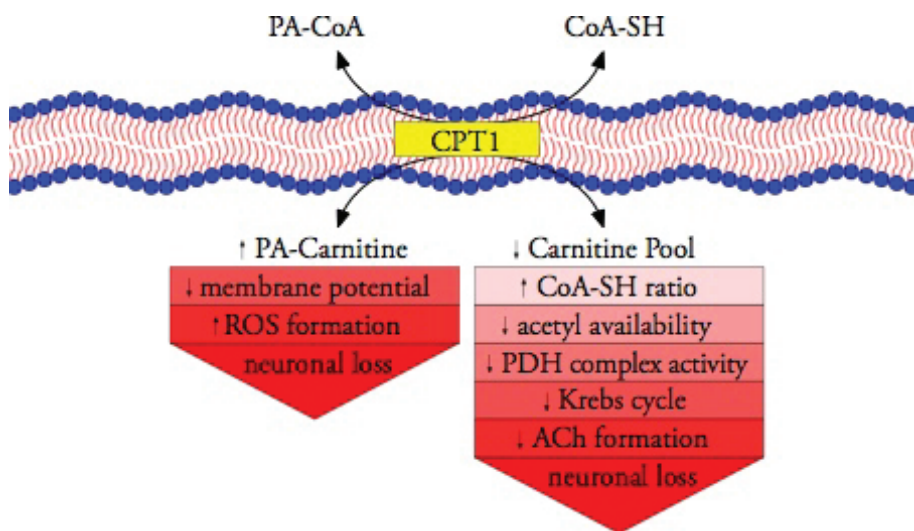 PA-CoA
CoA-SH
CPT1
↑ PA-Carnitine
↓ membrane potential
↑ ROS formation
neuronal loss
↓ Carnitine Pool
↑ CoA-SH ratio
↓ acetyl availability
↓ PDH complex activity
↓ Krebs cycle
↓ ACh formation
neuronal loss